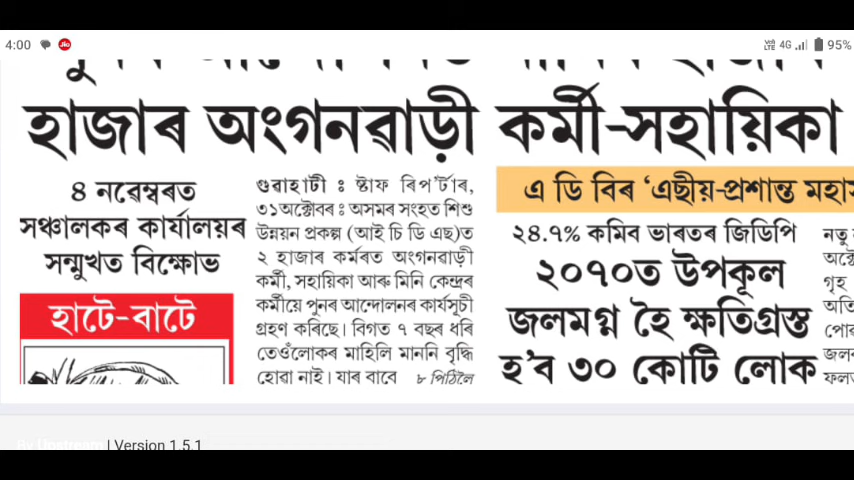 4:00
4G
95%
হাজাৰ অংগনৱাড়ী কৰ্মী-সহায়িকা
৪ নৱেম্বৰত
সঞ্চালকৰ কাৰ্যালয়ৰ
সন্মুখত বিক্ষোভ
হাটে-বাটে
গুৱাহাটী : ষ্টাফ ৰিপ'ৰ্টাৰ,
৩১অক্টোবৰ : অসমৰ সংহত শিশু
উন্নয়ন প্ৰকল্প (আই চি ডি এছ)ত
২ হাজাৰ কৰ্মৰত অংগনৱাড়ী
কৰ্মী, সহায়িকা আৰু মিনি কেন্দ্ৰৰ
কৰ্মীয়ে পুনৰ আন্দোলনৰ কাৰ্যসূচী
গ্ৰহণ কৰিছে। বিগত ৭ বছৰ ধৰি
তেওঁলোকৰ মাহিলি মাননি বৃদ্ধি
হোৱা নাই। যাৰ বাবে ৮ পিঠিলৈ
এ ডি বিৰ 'এছীয়-প্ৰশান্ত
২৪.৭% কমিব ভাৰতৰ জিডিপি
২০৭০ত উপকূল
জলমগ্ন হৈ ক্ষতিগ্ৰস্ত
হ'ব ৩০ কোটি লোক
নতু
গৃহ
By Upstream | Version 1.5.1